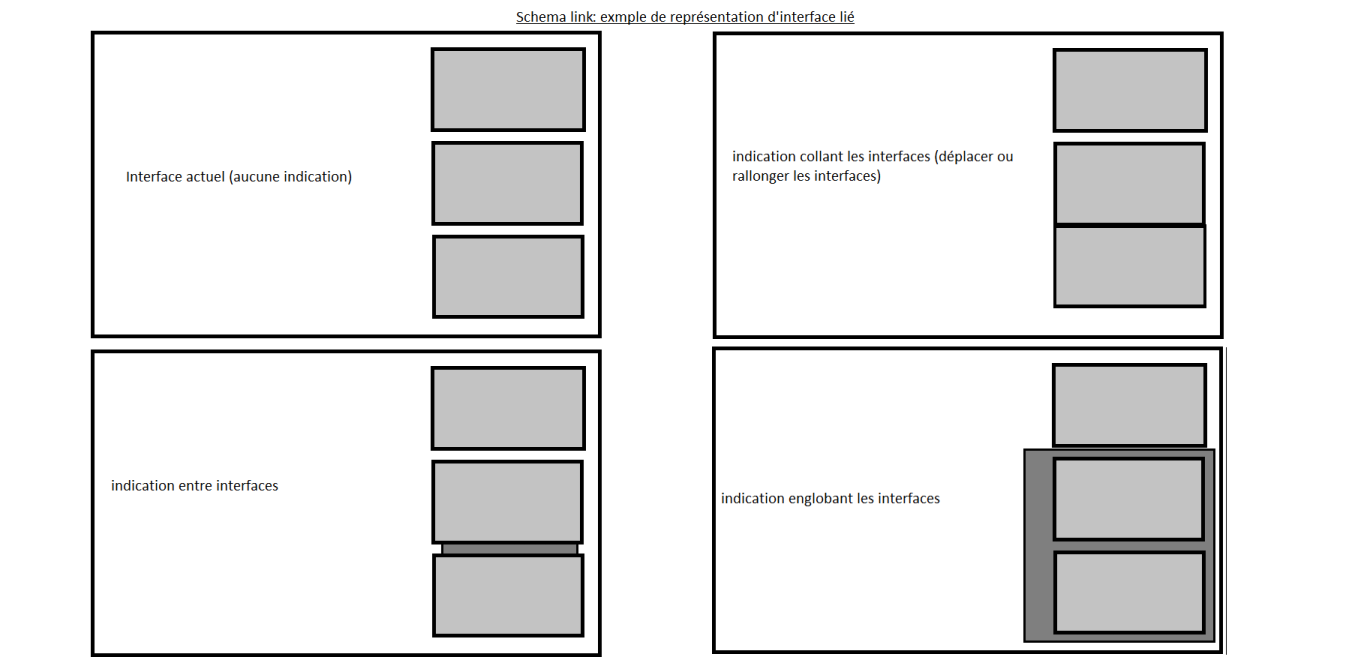 Schema link: exmple de représentation d'interface lié
Interface actuel (aucune indication)
indication collant les interfaces (déplacer ou
rallonger les interfaces)
indication entre interfaces
indication englobant les interfaces